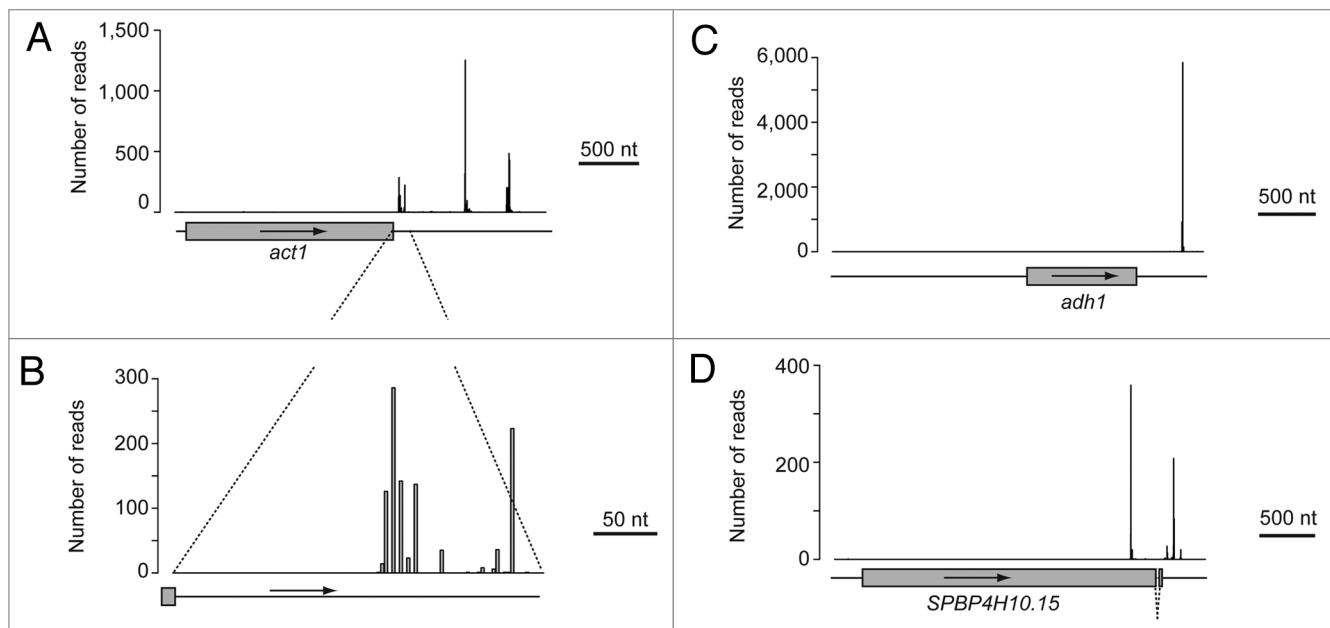 A
Number of reads
1,500
1,000
500
0
500 nt
act1
B
Number of reads
300
200
100
0
50 nt
C
Number of reads
6,000
4,000
2,000
0
500 nt
adh1
D
Number of reads
400
200
0
500 nt
SPBP4H10.15